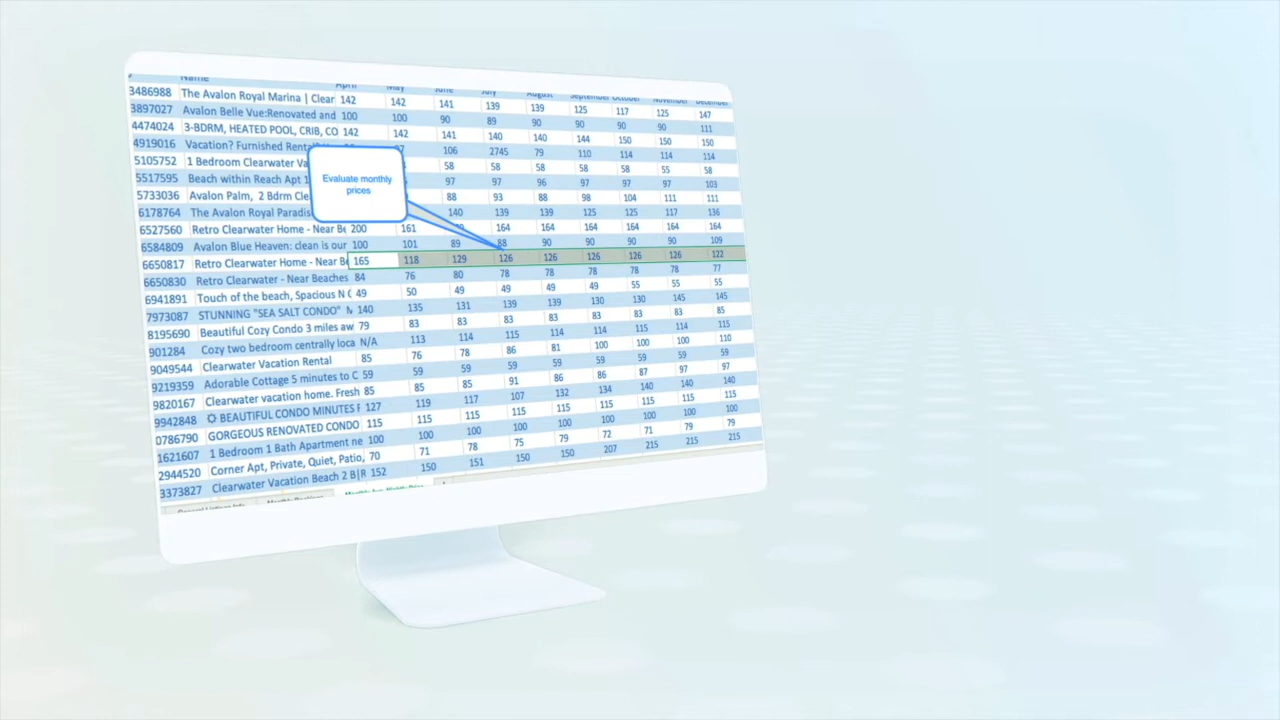 Name April May June July August September October November December
3486988 The Avalon Royal Marina | Clear 142 142 141 139 139 125 117 125 147
3897027 Avalon Belle Vue:Renovated and 100 100 90 89 90 90 90 90 111
4474024 3-BDRM, HEATED POOL, CRIB, CO 142 142 141 140 140 144 150 150 150
4919016 Vacation? Furnished 106 2745 79 110 114 114 114
5105752 1 Bedroom Clearwater Va 58 58 58 58 58 55 58
5517595 Beach within Reach Apt 1 97 97 96 97 97 97 103
5733036 Avalon Palm, 2 Bdrm Cle 88 93 88 98 104 111 111
6178764 The Avalon Royal Paradis 140 139 139 125 125 117 136
6527560 Retro Clearwater Home - Near Be 200 161 164 164 164 164 164 164
6584809 Avalon Blue Heaven: clean is our 100 101 89 88 90 90 90 90 109
6650817 Retro Clearwater Home - Near Be 165 118 129 126 126 126 126 126 122
6650830 Retro Clearwater - Near Beaches 84 76 80 78 78 78 78 78 77
6941891 Touch of the beach, Spacious N C 49 50 49 49 49 49 55 55 55
7973087 STUNNING "SEA SALT CONDO" M 140 135 131 139 139 130 130 145 145
8195690 Beautiful Cozy Condo 3 miles aw 79 83 83 83 83 83 83 83 85
901284 Cozy two bedroom centrally loca N/A 113 114 115 114 114 115 114 115
9049544 Clearwater Vacation Rental 85 76 78 86 81 100 100 100 110
9219359 Adorable Cottage 5 minutes to C 59 59 59 59 59 59 59 59 59
9820167 Clearwater vacation home. Fresh 85 85 85 91 86 86 87 97 97
9942848 ☼ BEAUTIFUL CONDO MINUTES F 127 119 117 107 132 134 140 140 140
0786790 GORGEOUS RENOVATED CONDO 115 115 115 115 115 115 115 115 115
1621607 1 Bedroom 1 Bath Apartment ne 100 100 100 100 100 100 100 100 100
2944520 Corner Apt, Private, Quiet, Patio, 70 71 78 75 79 72 71 79 79
3373827 Clearwater Vacation Beach 2 B|R 152 150 151 150 150 207 215 215 215
Evaluate monthly
prices